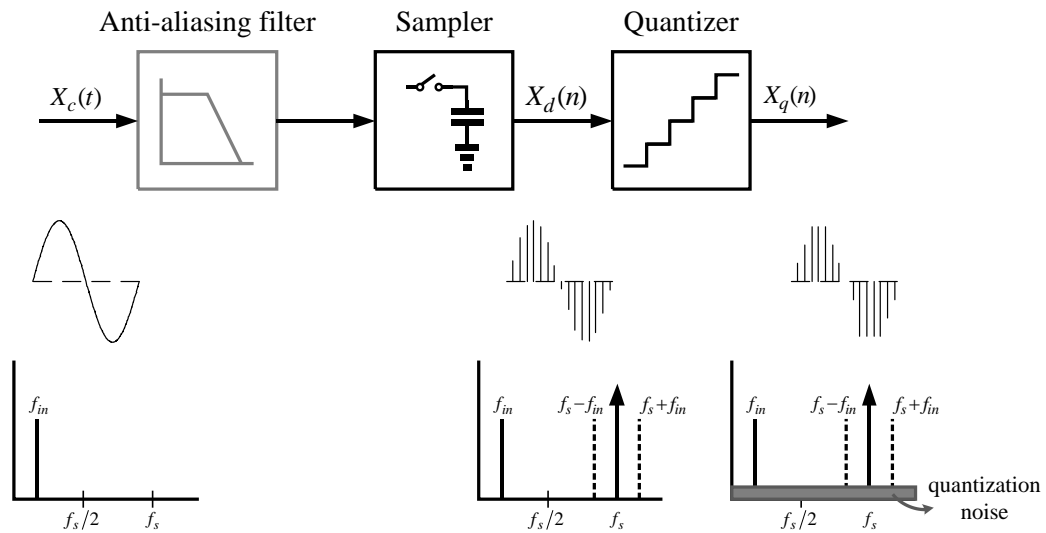 Anti-aliasing filter
Sampler
Quantizer
X_c(t)
X_d(n)
X_q(n)
f_in
f_s/2
f_s
f_in
f_s−f_in
f_s+f_in
f_s/2
f_s
f_in
f_s−f_in
f_s+f_in
f_s/2
f_s
quantization
noise